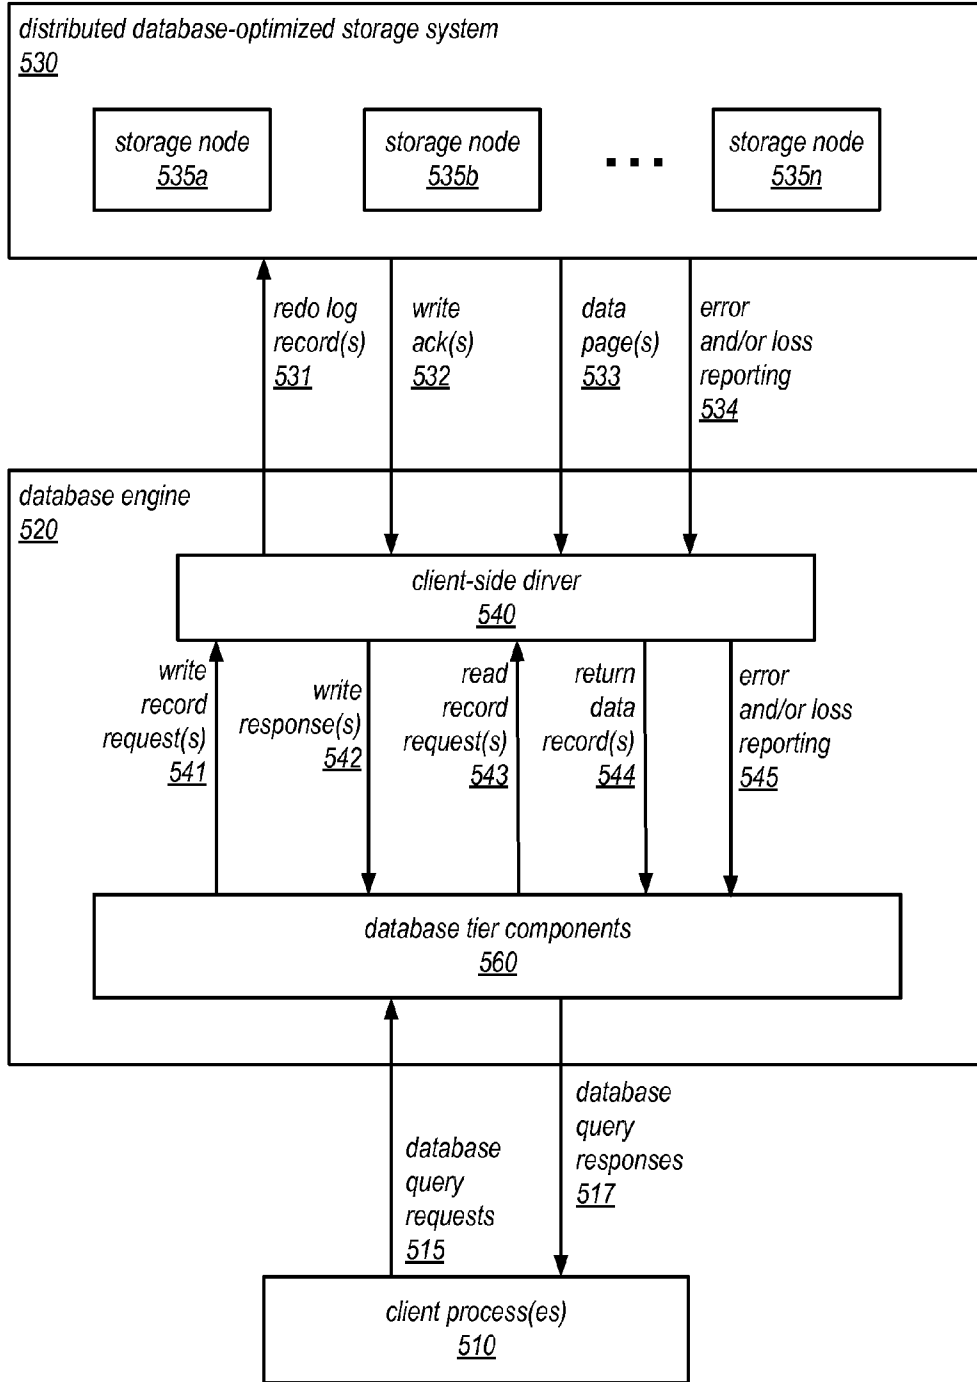 distributed database-optimized storage system
530
storage node
535a
storage node
535b
storage node
535n
redo log
record(s)
531
write
ack(s)
532
data
page(s)
533
error
and/or loss
reporting
534
database engine
520
client-side dirver
540
write
record
request(s)
541
write
response(s)
542
read
record
request(s)
543
return
data
record(s)
544
error
and/or loss
reporting
545
database tier components
560
database
query
requests
515
database
query
responses
517
client process(es)
510